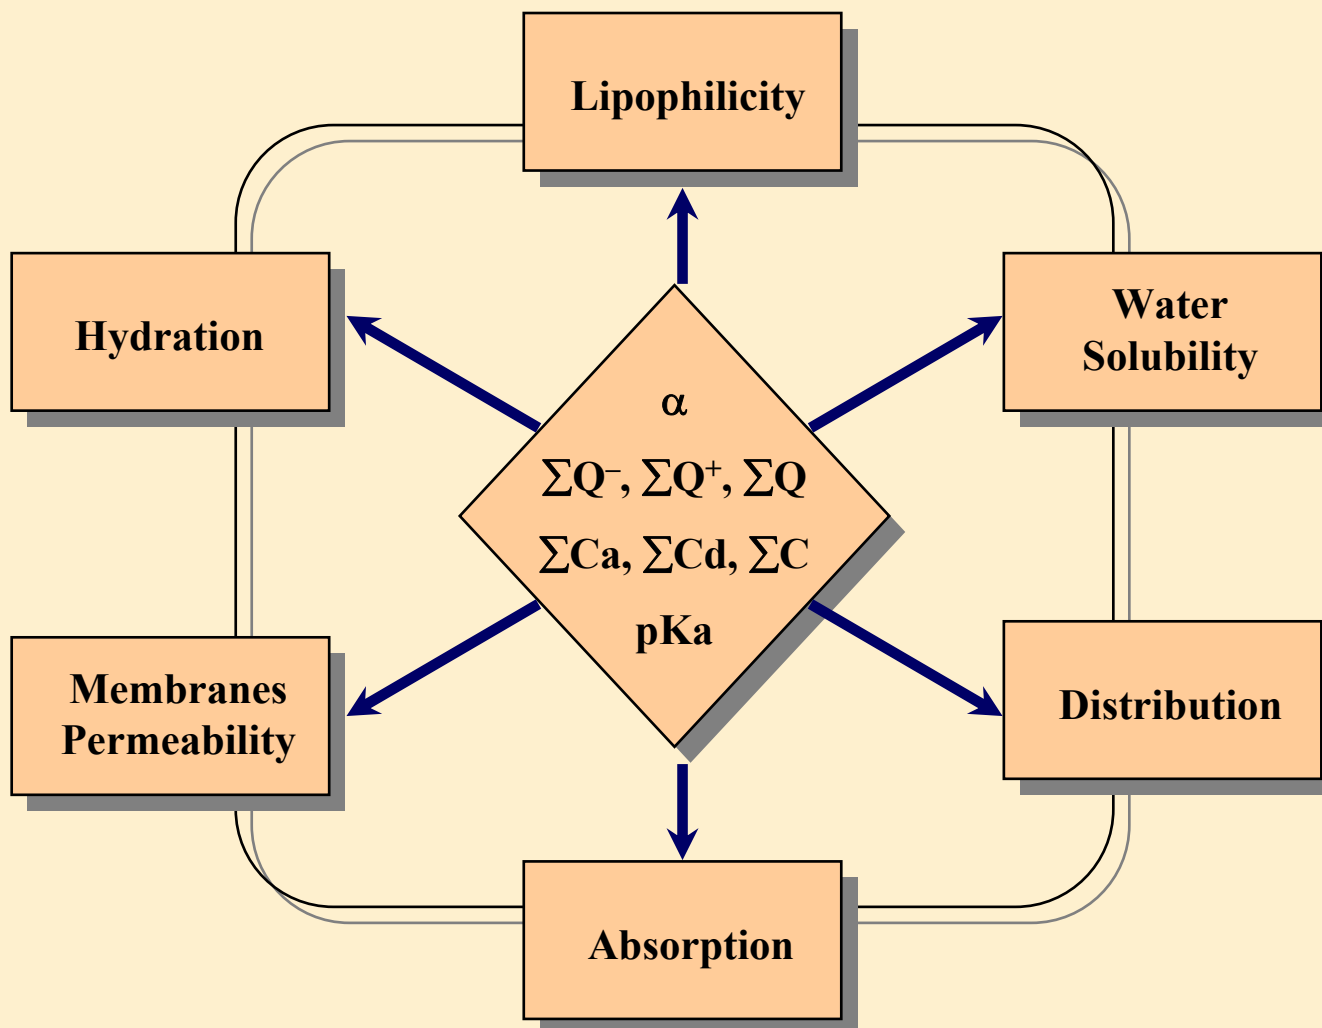 Lipophilicity
Hydration
Water
Solubility
α
∑Q⁻, ∑Q⁺, ∑Q
∑Ca, ∑Cd, ∑C
pKa
Membranes
Permeability
Distribution
Absorption